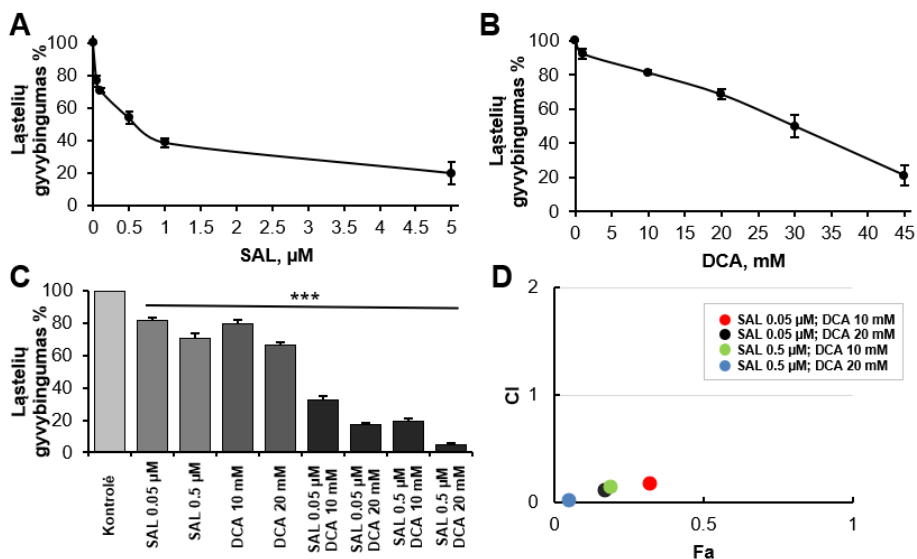 A
Ląstelių
gyvybingumas %
100
80
60
40
20
0
0 0.5 1 1.5 2 2.5 3 3.5 4 4.5 5
SAL, µM
B
Ląstelių
gyvybingumas %
100
80
60
40
20
0
0 5 10 15 20 25 30 35 40 45
DCA, mM
C
Ląstelių
gyvybingumas %
100
80
60
40
20
0
***
Kontrolė
SAL 0.05 µM
SAL 0.5 µM
DCA 10 mM
DCA 20 mM
SAL 0.05 µM
DCA 10 mM
SAL 0.05 µM
DCA 20 mM
SAL 0.5 µM
DCA 10 mM
SAL 0.5 µM
DCA 20 mM
D
CI
2
1
0
SAL 0.05 µM; DCA 10 mM
SAL 0.05 µM; DCA 20 mM
SAL 0.5 µM; DCA 10 mM
SAL 0.5 µM; DCA 20 mM
0 0.5 1
Fa